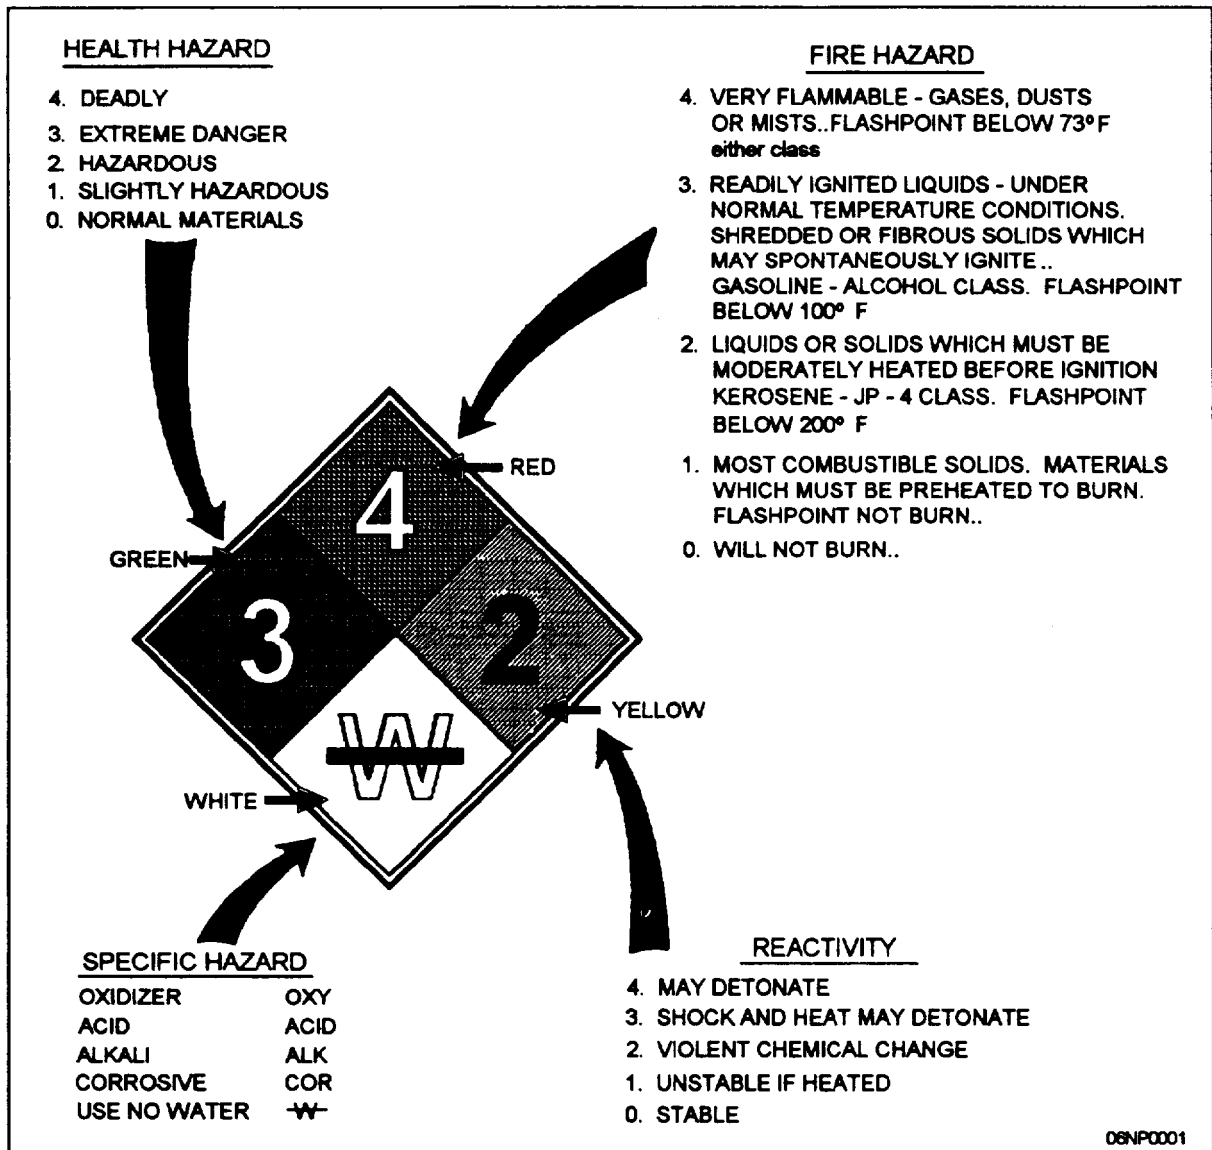 HEALTH HAZARD
4. DEADLY
3. EXTREME DANGER
2. HAZARDOUS
1. SLIGHTLY HAZARDOUS
0. NORMAL MATERIALS
FIRE HAZARD
4. VERY FLAMMABLE - GASES, DUSTS
OR MISTS..FLASHPOINT BELOW 73º F
either class
3. READILY IGNITED LIQUIDS - UNDER
NORMAL TEMPERATURE CONDITIONS.
SHREDDED OR FIBROUS SOLIDS WHICH
MAY SPONTANEOUSLY IGNITE..
GASOLINE - ALCOHOL CLASS. FLASHPOINT
BELOW 100º F
2. LIQUIDS OR SOLIDS WHICH MUST BE
MODERATELY HEATED BEFORE IGNITION
KEROSENE - JP - 4 CLASS. FLASHPOINT
BELOW 200º F
1. MOST COMBUSTIBLE SOLIDS. MATERIALS
WHICH MUST BE PREHEATED TO BURN.
FLASHPOINT NOT BURN..
0. WILL NOT BURN..
RED
4
GREEN
3
2
YELLOW
W
WHITE
SPECIFIC HAZARD
OXIDIZER OXY
ACID ACID
ALKALI ALK
CORROSIVE COR
USE NO WATER W
REACTIVITY
4. MAY DETONATE
3. SHOCK AND HEAT MAY DETONATE
2. VIOLENT CHEMICAL CHANGE
1. UNSTABLE IF HEATED
0. STABLE
06NP0001